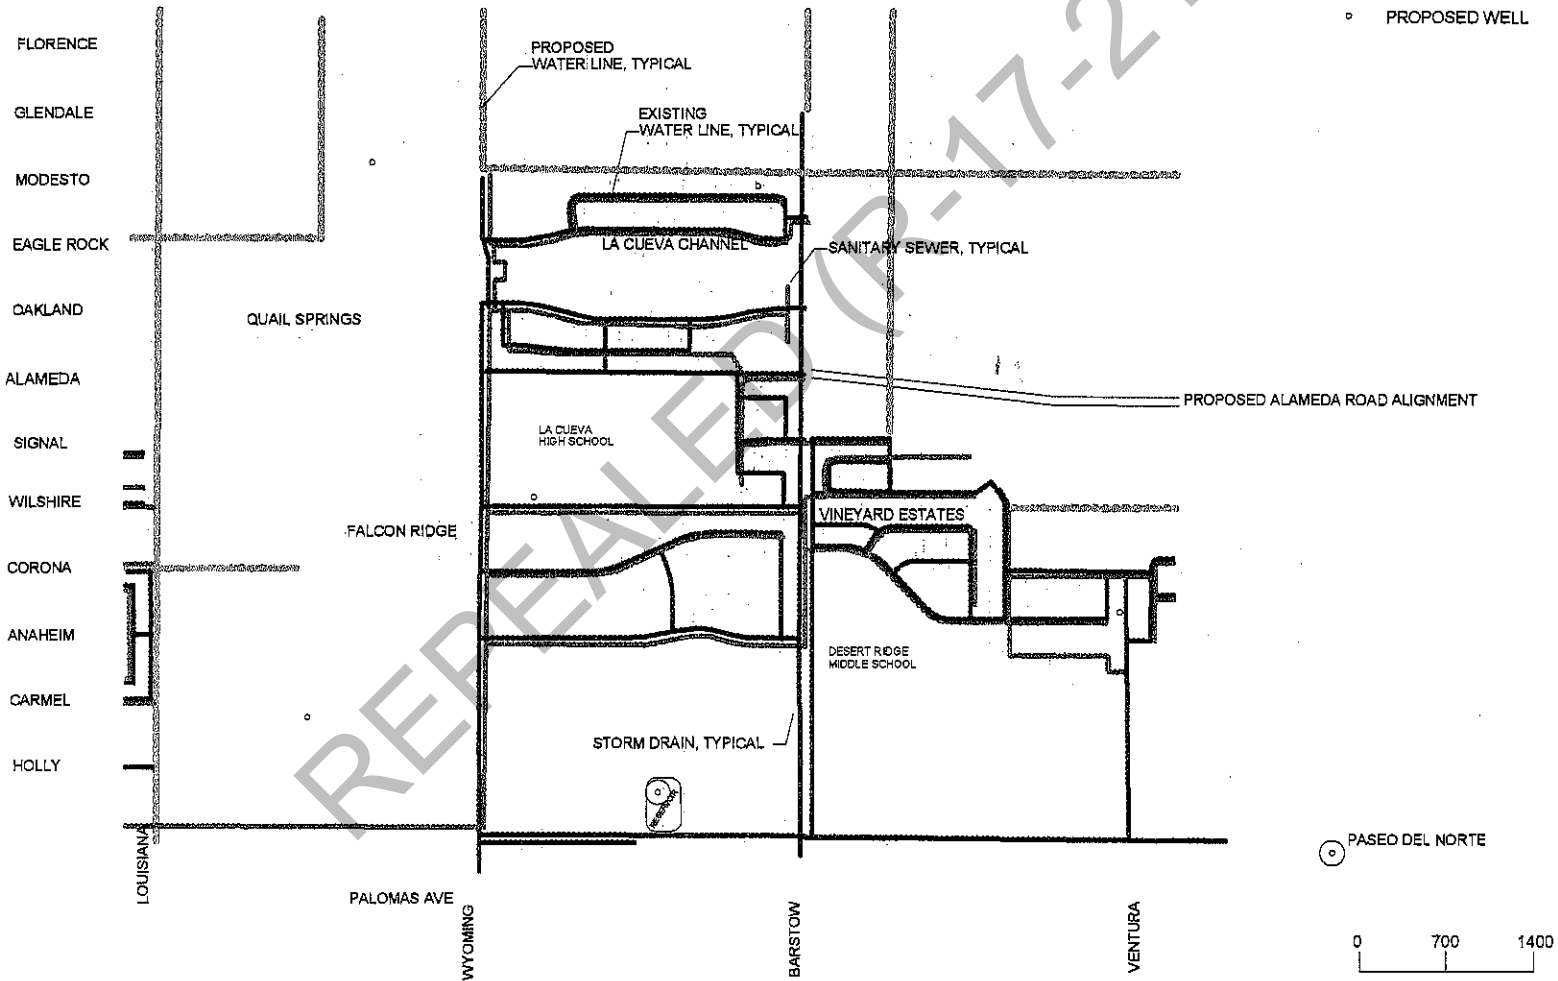 PROPOSED WELL
FLORENCE
PROPOSED
WATER LINE, TYPICAL
GLENDALE
EXISTING
WATER LINE, TYPICAL
MODESTO
EAGLE ROCK
LA CUEVA CHANNEL
SANITARY SEWER, TYPICAL
OAKLAND
QUAIL SPRINGS
ALAMEDA
PROPOSED ALAMEDA ROAD ALIGNMENT
SIGNAL
LA CUEVA
HIGH SCHOOL
WILSHIRE
VINEYARD ESTATES
FALCON RIDGE
CORONA
ANAHEIM
DESERT RIDGE
MIDDLE SCHOOL
CARMEL
STORM DRAIN, TYPICAL
HOLLY
RESERVOIR
PASEO DEL NORTE
LOUISIANA
PALOMAS AVE
WYOMING
BARSTOW
VENTURA
0 700 1400
REPEALED (R-17-2